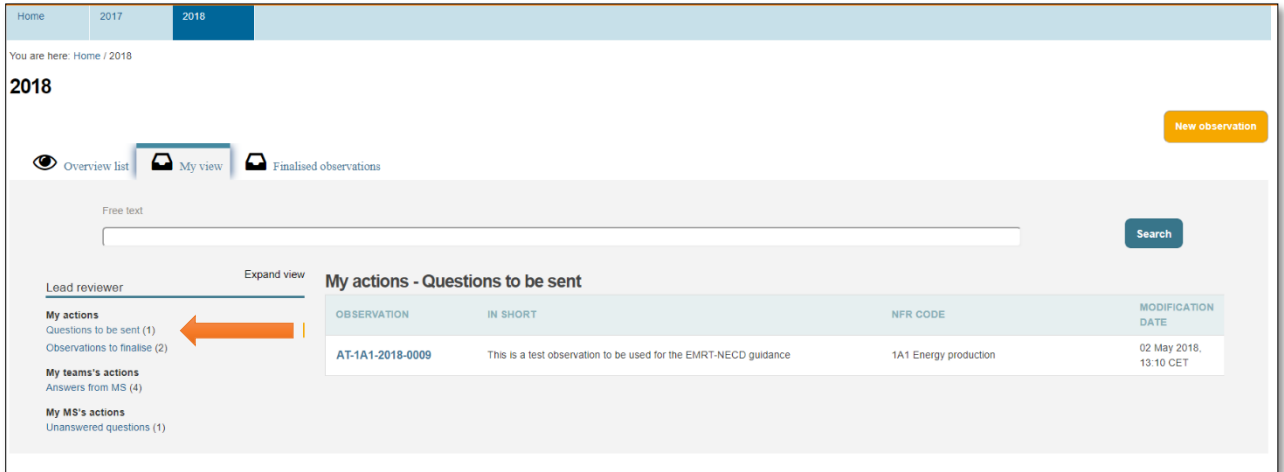 Home 2017 2018
You are here: Home / 2018
2018
New observation
Overview list My view Finalised observations
Free text
Search
Expand view
Lead reviewer
My actions
Questions to be sent (1)
Observations to finalise (2)
My teams's actions
Answers from MS (4)
My MS's actions
Unanswered questions (1)
My actions - Questions to be sent
OBSERVATION IN SHORT NFR CODE MODIFICATION
DATE
AT-1A1-2018-0009 This is a test observation to be used for the EMRT-NECD guidance 1A1 Energy production 02 May 2018,
13:10 CET